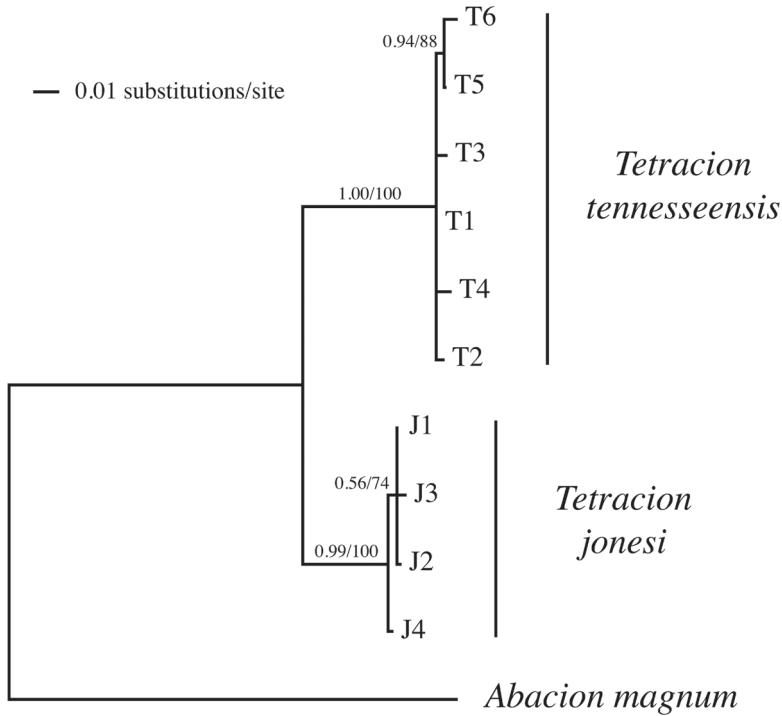 T6
0.94/88
0.01 substitutions/site
T5
T3
Tetracion
tennesseensis
1.00/100
T1
T4
T2
J1
0.56/74
J3
Tetracion
jonesi
0.99/100
J2
J4
Abacion magnum